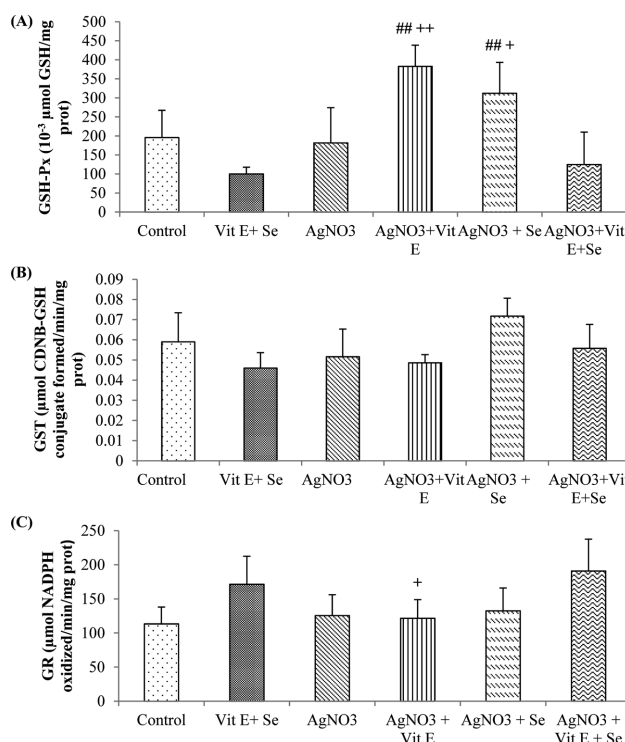 (A)
GSH-Px (10⁻³ µmol GSH/mg
prot)
500
450
400
350
300
250
200
150
100
50
0
## ++
## +
Control
Vit E+ Se
AgNO3
AgNO3+Vit
E
AgNO3 + Se
AgNO3+Vit
E+Se
(B)
GST (µmol CDNB-GSH
conjugate formed/min/mg
prot)
0.09
0.08
0.07
0.06
0.05
0.04
0.03
0.02
0.01
0
Control
Vit E+ Se
AgNO3
AgNO3+Vit
E
AgNO3 +
Se
AgNO3+Vit
E+Se
(C)
GR (µmol NADPH
oxidized/min/mg prot)
250
200
150
100
50
0
+
Control
Vit E+ Se
AgNO3
AgNO3 +
Vit E
AgNO3 + Se
AgNO3 +
Vit E + Se